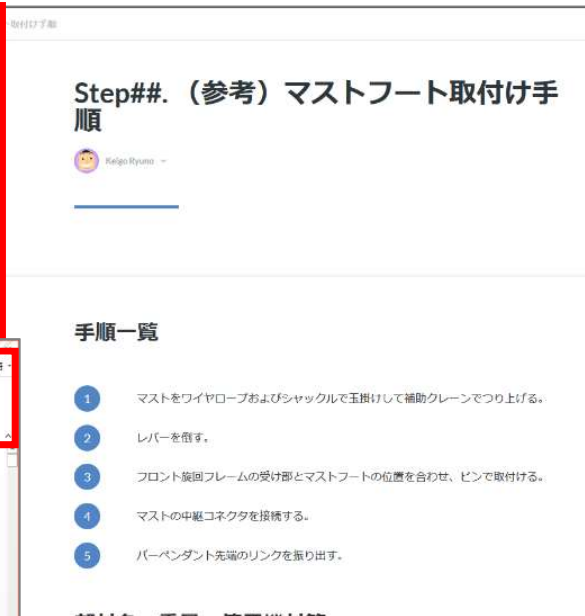 取付け手順
Step##.（参考）マストフート取付け手
順
Keigo Ryuno
手順一覧
1 マストをワイヤロープおよびシャックルで玉掛けして補助クレーンでつり上げる。
2 レバーを倒す。
3 フロント旋回フレームの受け部とマストフートの位置を合わせ、ピンで取付ける。
4 マストの中継コネクタを接続する。
5 バーペンダント先端のリンクを振り出す。